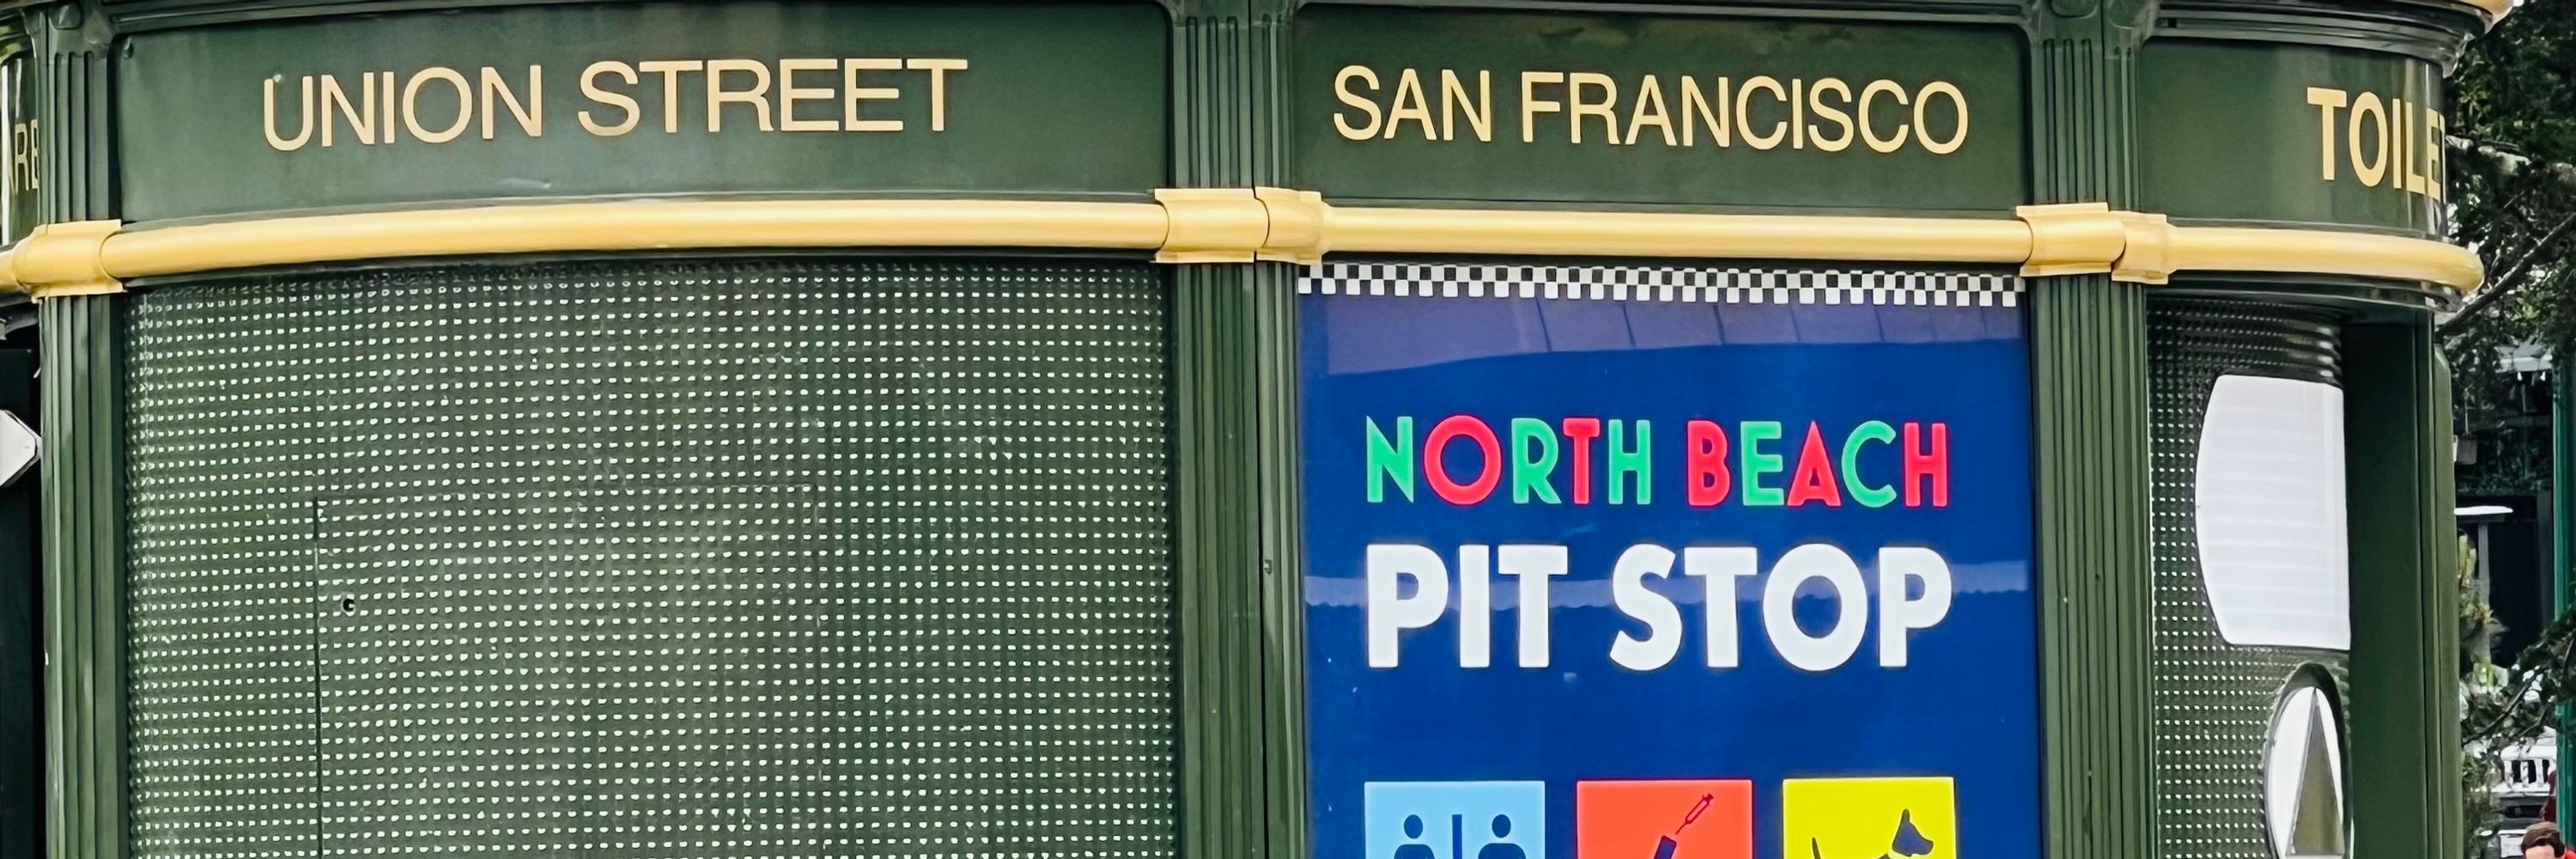 UNION STREET
SAN FRANCISCO
NORTH BEACH
PIT STOP